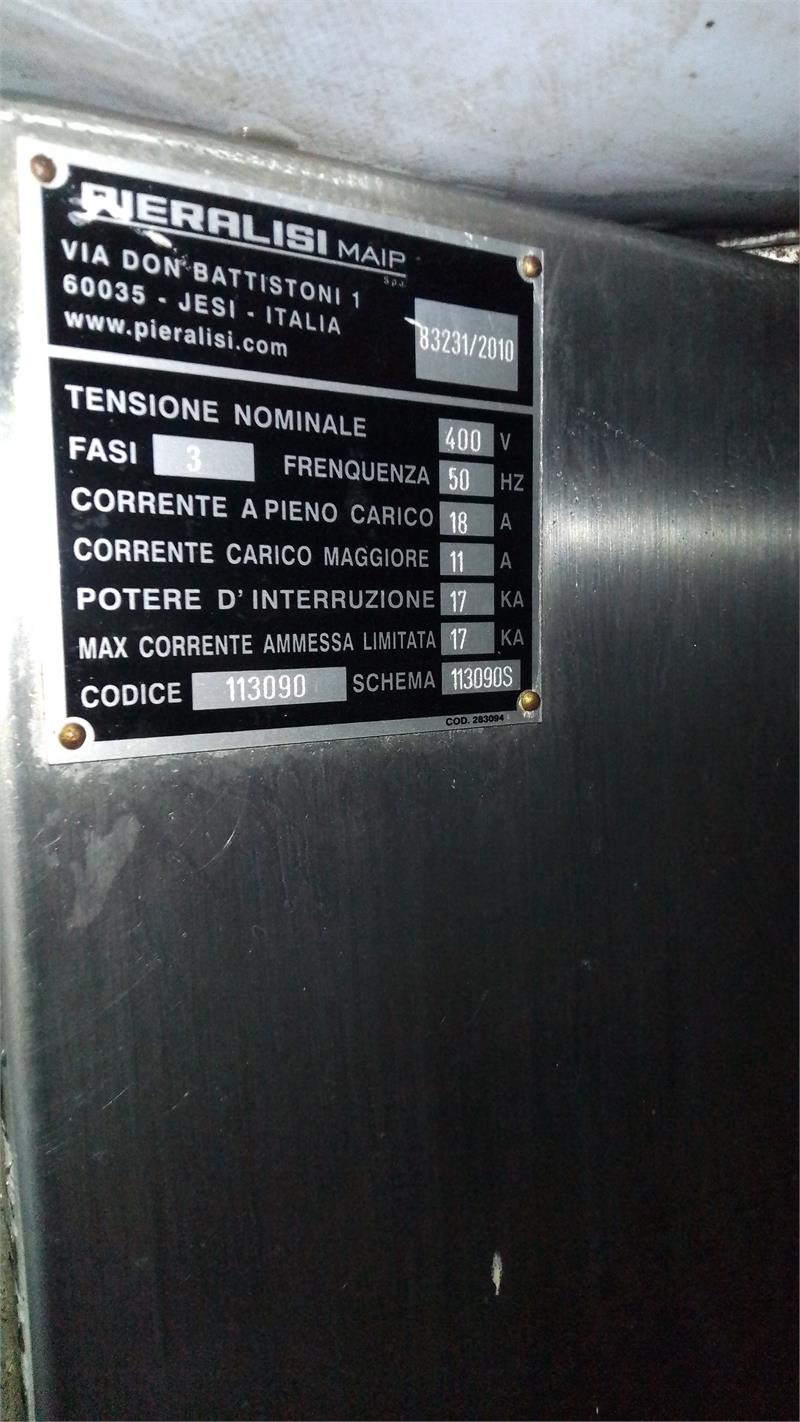 PIERALISI MAIP
S.p.A.
VIA DON BATTISTONI 1
60035 - JESI - ITALIA
www.pieralisi.com
83231/2010
TENSIONE NOMINALE 400 V
FASI 3 FRENQUENZA 50 HZ
CORRENTE A PIENO CARICO 18 A
CORRENTE CARICO MAGGIORE 11 A
POTERE D' INTERRUZIONE 17 KA
MAX CORRENTE AMMESSA LIMITATA 17 KA
CODICE 113090 SCHEMA 113090S
COD. 283094